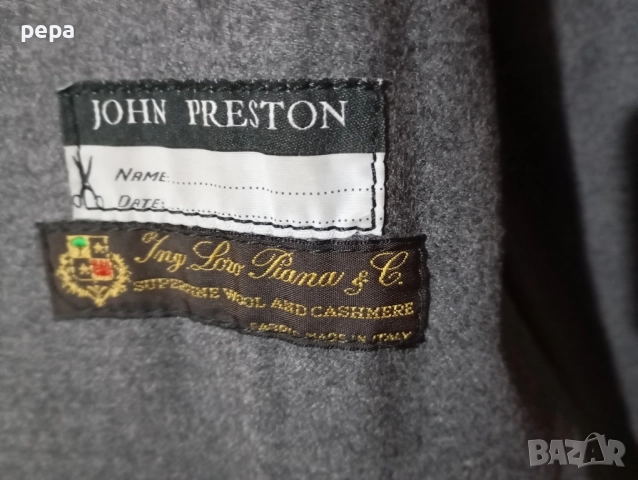 pepa
JOHN PRESTON
NAME:
DATE:
Ing Loro Piana & C.
SUPERFINE WOOL AND CASHMERE
FABRIC MADE IN ITALY
BAZAR